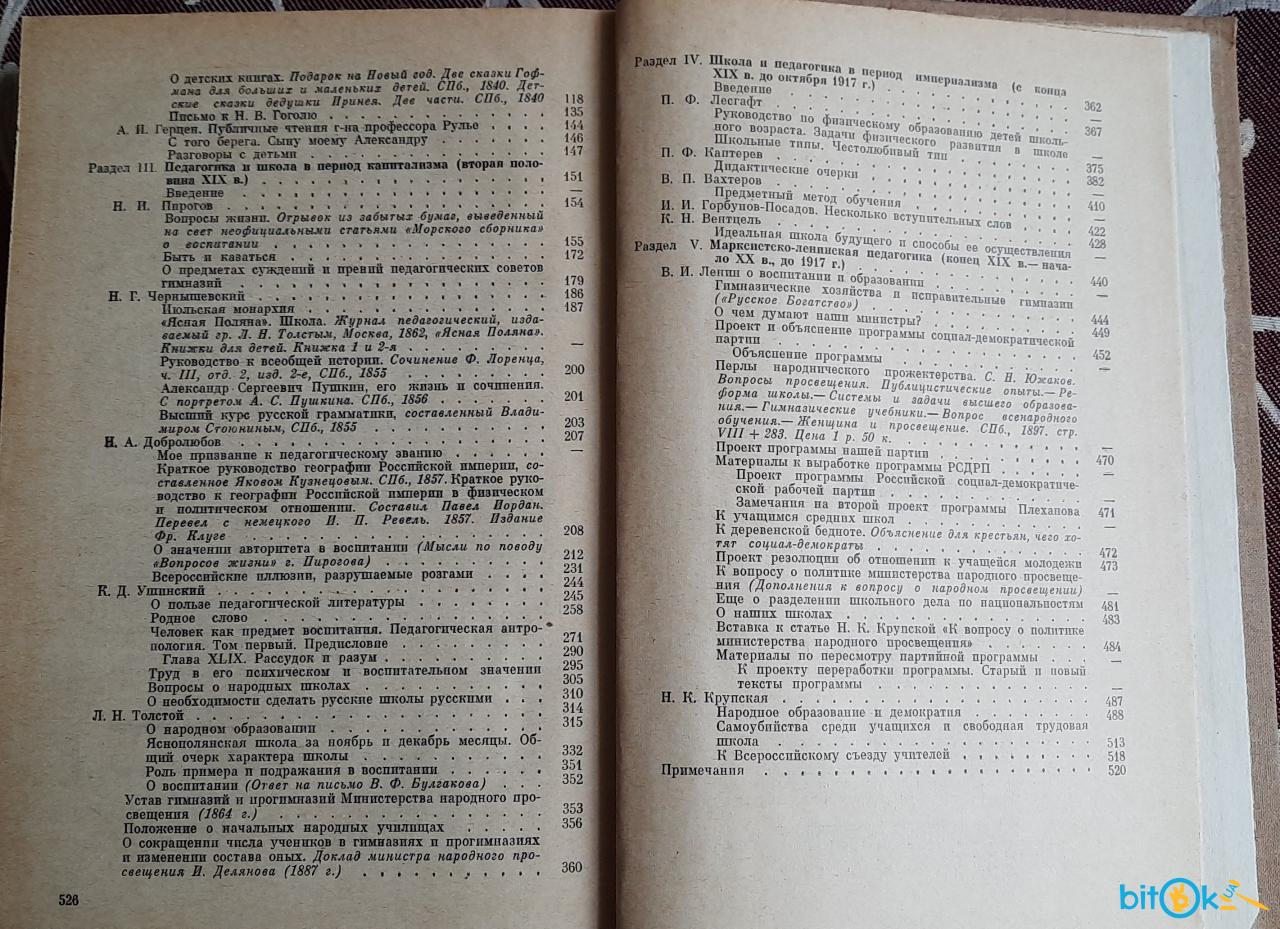 О детских книгах. Подарок на Новый год. Две сказки Гоф-
мана для больших и маленьких детей. СПб., 1840. Дет-
ские сказки дедушки Иринея. Две части. СПб., 1840 118
Письмо к Н. В. Гоголю . . . . . . . . . . 135
А. И. Герцен. Публичные чтения г-на профессора Рулье . . . . 144
С того берега. Сыну моему Александру . . . . . . 146
Разговоры с детьми . . . . . . . . . . 147
Раздел III. Педагогика и школа в период капитализма (вторая поло-
вина XIX в.) . . . . . . . . . . . . . 151
Введение . . . . . . . . . . . . . . —
Н. И. Пирогов . . . . . . . . . . . . . . 154
Вопросы жизни. Отрывок из забытых бумаг, выведенный
на свет неофициальными статьями «Морского сборника»
о воспитании . . . . . . . . . . . . . 155
Быть и казаться . . . . . . . . . . . . 172
О предметах суждений и прений педагогических советов
гимназий . . . . . . . . . . . . . . 179
Н. Г. Чернышевский . . . . . . . . . . . . . 186
Июльская монархия . . . . . . . . . . . 187
«Ясная Поляна». Школа. Журнал педагогический, изда-
ваемый гр. Л. Н. Толстым, Москва, 1862, «Ясная Поляна».
Книжки для детей. Книжка 1 и 2-я . . . . . . . —
Руководство к всеобщей истории. Сочинение Ф. Лоренца,
ч. III, отд. 2, изд. 2-е, СПб., 1855 . . . . . . . 200
Александр Сергеевич Пушкин, его жизнь и сочинения.
С портретом А. С. Пушкина. СПб., 1856 . . . . . . 201
Высший курс русской грамматики, составленный Влади-
миром Стоюниным, СПб., 1855 . . . . . . . . 203
Н. А. Добролюбов . . . . . . . . . . . . . 207
Мое призвание к педагогическому званию . . . . . —
Краткое руководство географии Российской империи, со-
ставленное Яковом Кузнецовым. СПб., 1857. Краткое руко-
водство к географии Российской империи в физическом
и политическом отношении. Составил Павел Иордан.
Перевел с немецкого И. П. Ревель. 1857. Издание
Фр. Клуге . . . . . . . . . . . . . . 208
О значении авторитета в воспитании (Мысли по поводу
«Вопросов жизни» г. Пирогова) . . . . . . . . 212
Всероссийские иллюзии, разрушаемые розгами . . . . 231
К. Д. Ушинский . . . . . . . . . . . . . . 244
О пользе педагогической литературы . . . . . . . 245
Родное слово . . . . . . . . . . . . . 258
Человек как предмет воспитания. Педагогическая антро-
пология. Том первый. Предисловие . . . . . . . 271
Глава XLIX. Рассудок и разум . . . . . . . . 290
Труд в его психическом и воспитательном значении 295
Вопросы о народных школах . . . . . . . . . 305
О необходимости сделать русские школы русскими . . . 310
Л. Н. Толстой . . . . . . . . . . . . . . 314
О народном образовании . . . . . . . . . . 315
Яснополянская школа за ноябрь и декабрь месяцы. Об-
щий очерк характера школы . . . . . . . . . 332
Роль примера и подражания в воспитании . . . . . 351
О воспитании (Ответ на письмо В. Ф. Булгакова) . . . 352
Устав гимназий и прогимназий Министерства народного про-
свещения (1864 г.) . . . . . . . . . . . . 353
Положение о начальных народных училищах . . . . . 356
О сокращении числа учеников в гимназиях и прогимназиях
и изменении состава оных. Доклад министра народного про-
свещения И. Делянова (1887 г.) . . . . . . . . . 360
526
Раздел IV. Школа и педагогика в период империализма (с конца
XIX в. до октября 1917 г.) . . . . . . . . . 362
Введение . . . . . . . . . . . . . . —
П. Ф. Лесгафт . . . . . . . . . . . . . . 367
Руководство по физическому образованию детей школь-
ного возраста. Задачи физического развития в школе —
Школьные типы. Честолюбивый тип . . . . . . . 375
П. Ф. Каптерев . . . . . . . . . . . . . . 382
Дидактические очерки . . . . . . . . . . —
В. П. Вахтеров . . . . . . . . . . . . . . 410
Предметный метод обучения . . . . . . . . . —
И. И. Горбунов-Посадов. Несколько вступительных слов . . . 422
К. Н. Вентцель . . . . . . . . . . . . . . 428
Идеальная школа будущего и способы ее осуществления —
Раздел V. Марксистско-ленинская педагогика (конец XIX в.— нача-
ло XX в., до 1917 г.) . . . . . . . . . . . 440
В. И. Ленин о воспитании и образовании . . . . . . . —
Гимназические хозяйства и исправительные гимназии
(«Русское Богатство») . . . . . . . . . . —
О чем думают наши министры? . . . . . . . . 444
Проект и объяснение программы социал-демократической
партии . . . . . . . . . . . . . . . 449
Объяснение программы . . . . . . . . . . 452
Перлы народнического прожектерства. С. Н. Южаков.
Вопросы просвещения. Публицистические опыты.— Ре-
форма школы.— Системы и задачи высшего образова-
ния.— Гимназические учебники.— Вопрос всенародного
обучения.— Женщина и просвещение. СПб., 1897. стр.
VIII + 283. Цена 1 р. 50 к. . . . . . . . . . —
Проект программы нашей партии . . . . . . . . 470
Материалы к выработке программы РСДРП . . . . . —
Проект программы Российской социал-демократиче-
ской рабочей партии . . . . . . . . . . —
Замечания на второй проект программы Плеханова 471
К учащимся средних школ . . . . . . . . . —
К деревенской бедноте. Объяснение для крестьян, чего хо-
тят социал-демократы . . . . . . . . . . 472
Проект резолюции об отношении к учащейся молодежи 473
К вопросу о политике министерства народного просвеще-
ния (Дополнения к вопросу о народном просвещении) —
Еще о разделении школьного дела по национальностям 481
О наших школах . . . . . . . . . . . . 483
Вставка к статье Н. К. Крупской «К вопросу о политике
министерства народного просвещения» . . . . . . 484
Материалы по пересмотру партийной программы . . . —
К проекту переработки программы. Старый и новый
тексты программы . . . . . . . . . . . —
Н. К. Крупская . . . . . . . . . . . . . . 487
Народное образование и демократия . . . . . . . 488
Самоубийства среди учащихся и свободная трудовая
школа . . . . . . . . . . . . . . . 513
К Всероссийскому съезду учителей . . . . . . . 518
Примечания . . . . . . . . . . . . . . . 520
bitok
UA